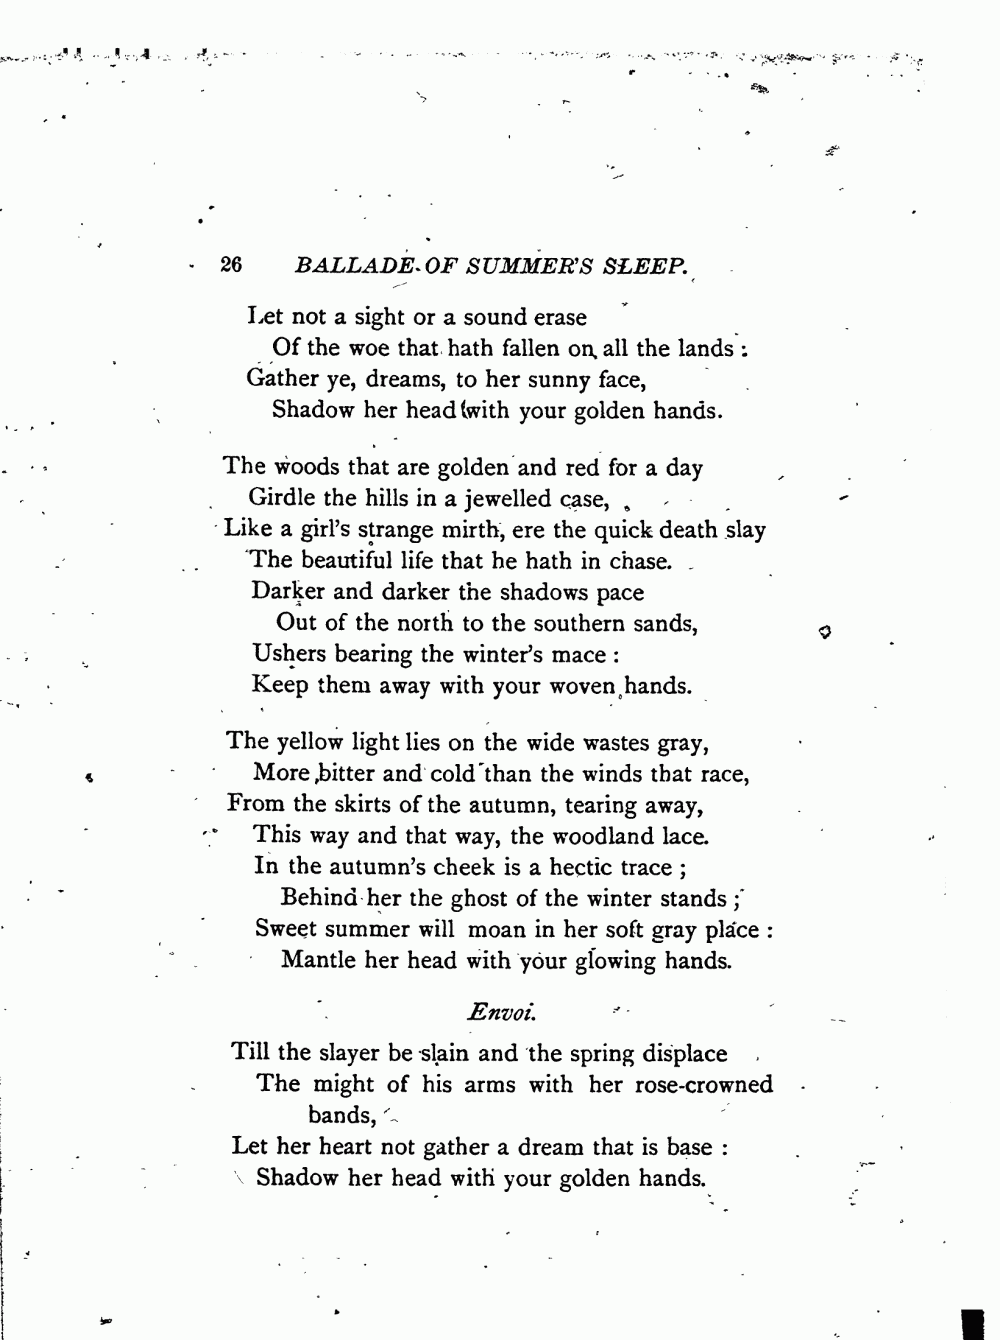 26 BALLADE OF SUMMER'S SLEEP.
Let not a sight or a sound erase
Of the woe that hath fallen on all the lands :
Gather ye, dreams, to her sunny face,
Shadow her head with your golden hands.
The woods that are golden and red for a day
Girdle the hills in a jewelled case,
Like a girl's strange mirth, ere the quick death slay
The beautiful life that he hath in chase.
Darker and darker the shadows pace
Out of the north to the southern sands,
Ushers bearing the winter's mace :
Keep them away with your woven hands.
The yellow light lies on the wide wastes gray,
More bitter and cold than the winds that race,
From the skirts of the autumn, tearing away,
This way and that way, the woodland lace.
In the autumn's cheek is a hectic trace ;
Behind her the ghost of the winter stands ;
Sweet summer will moan in her soft gray place :
Mantle her head with your glowing hands.
Envoi.
Till the slayer be slain and the spring displace
The might of his arms with her rose-crowned
bands,
Let her heart not gather a dream that is base :
Shadow her head with your golden hands.